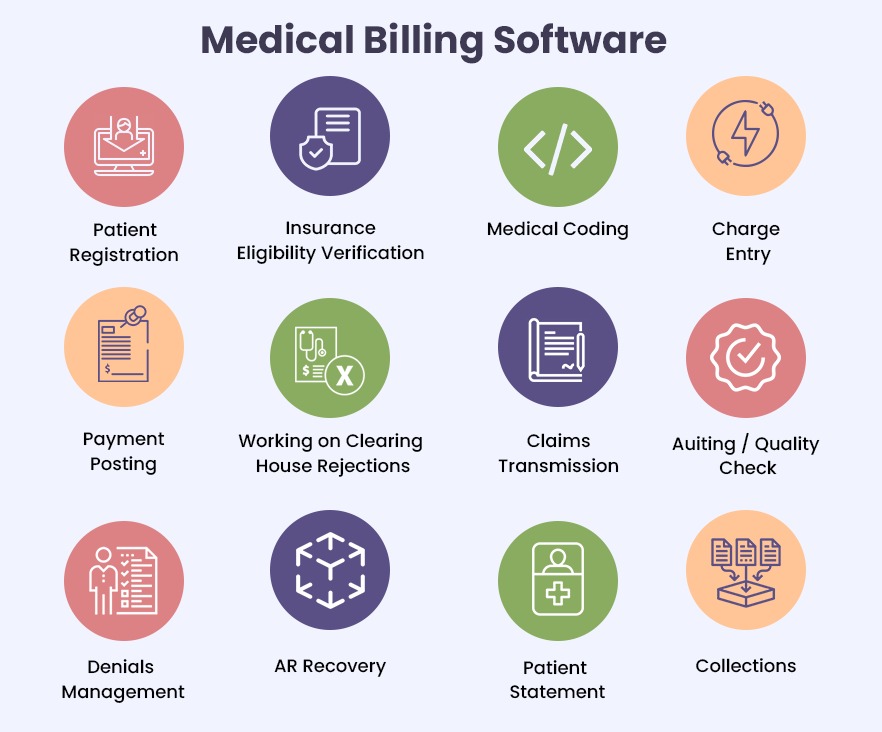 Medical Billing Software
Patient
Registration
Insurance
Eligibility Verification
Medical Coding
Charge
Entry
Payment
Posting
$
Working on Clearing
House Rejections
$
X
Claims
Transmission
Auiting / Quality
Check
Denials
Management
AR Recovery
Patient
Statement
Collections